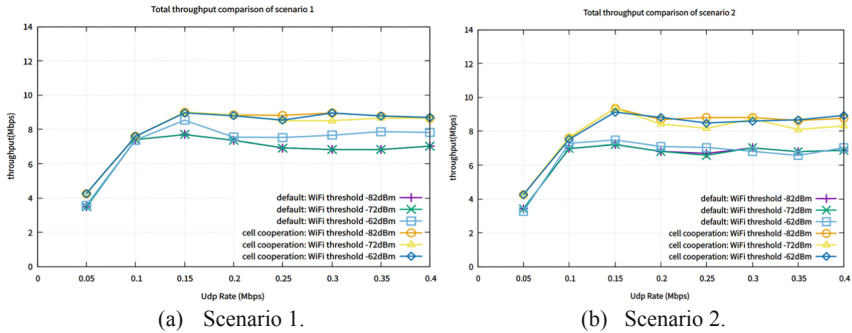 Total throughput comparison of scenario 1
14
12
10
8
6
4
2
0
throughput(Mbps)
default: WiFi threshold -82dBm
default: WiFi threshold -72dBm
default: WiFi threshold -62dBm
cell cooperation: WiFi threshold -82dBm
cell cooperation: WiFi threshold -72dBm
cell cooperation: WiFi threshold -62dBm
0 0.05 0.1 0.15 0.2 0.25 0.3 0.35 0.4
Udp Rate (Mbps)
(a) Scenario 1.
Total throughput comparison of scenario 2
14
12
10
8
6
4
2
0
throughput(Mbps)
default: WiFi threshold -82dBm
default: WiFi threshold -72dBm
default: WiFi threshold -62dBm
cell cooperation: WiFi threshold -82dBm
cell cooperation: WiFi threshold -72dBm
cell cooperation: WiFi threshold -62dBm
0 0.05 0.1 0.15 0.2 0.25 0.3 0.35 0.4
Udp Rate (Mbps)
(b) Scenario 2.